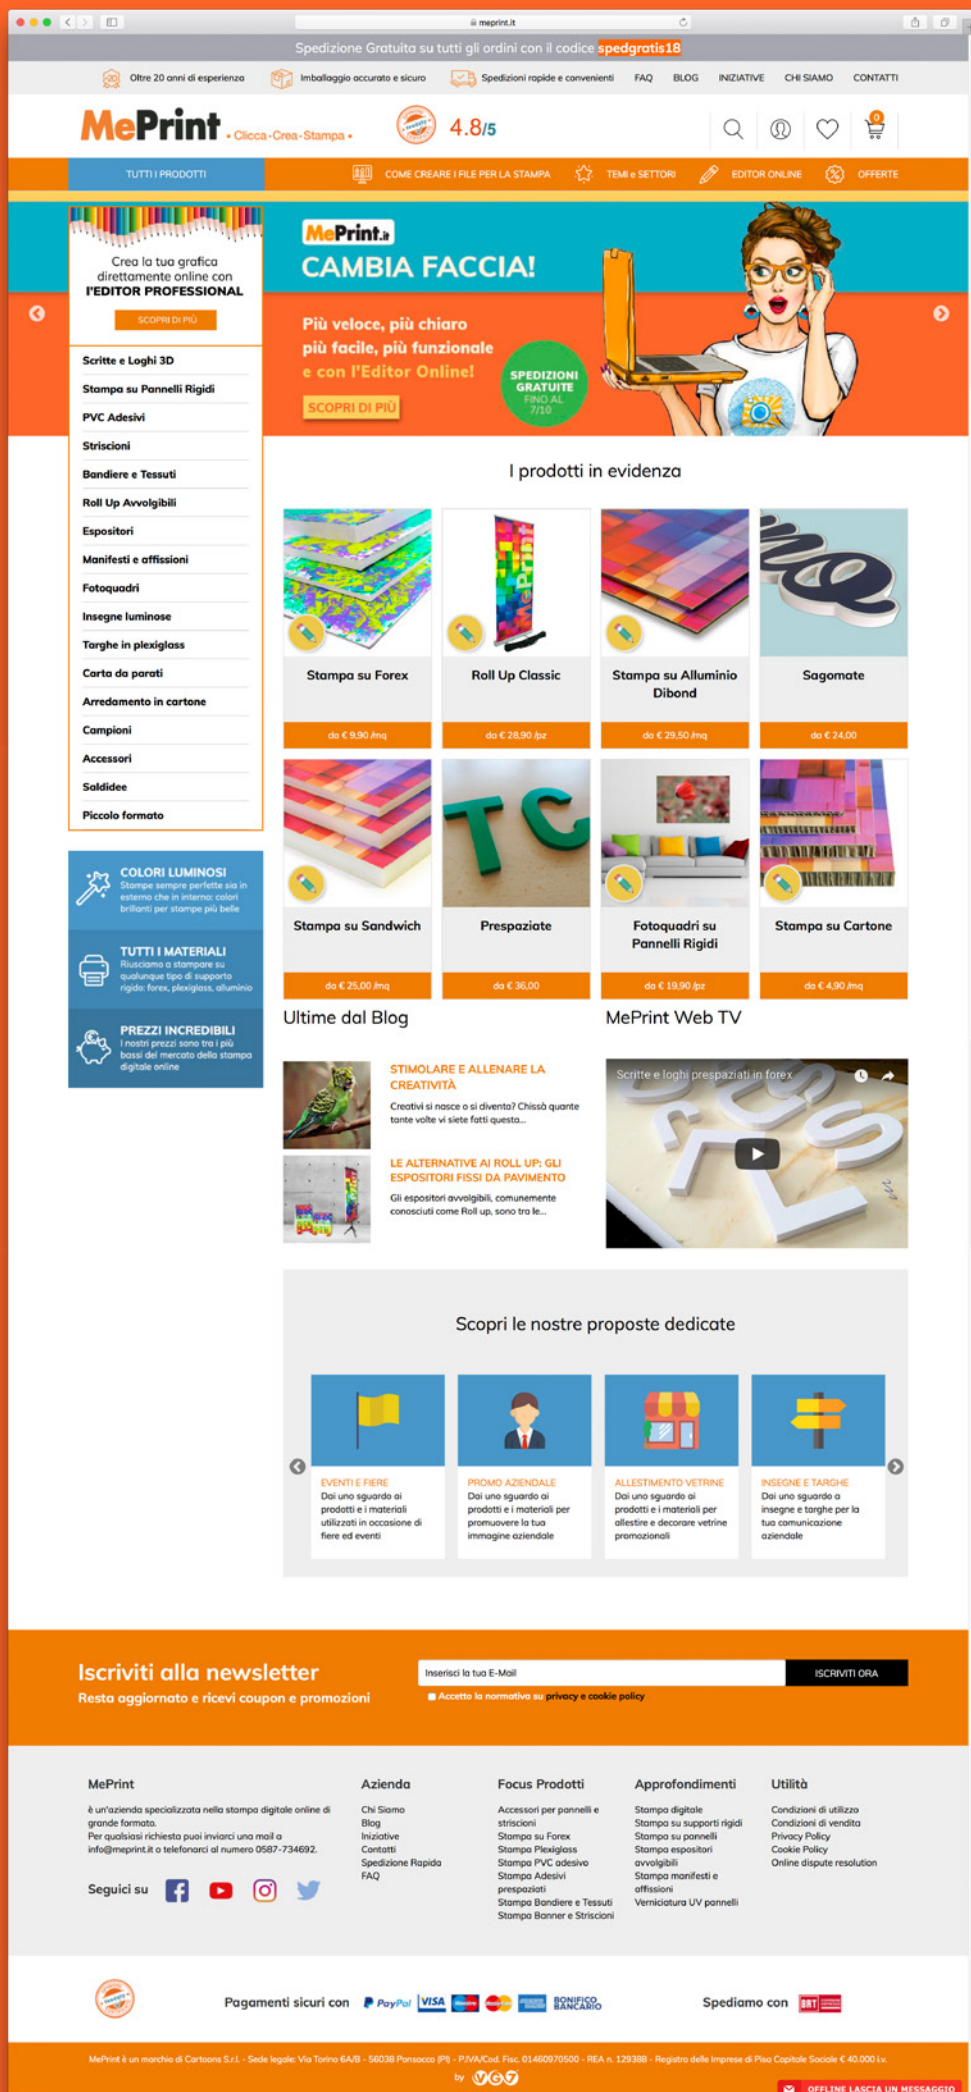 meprint.it
Spedizione Gratuita su tutti gli ordini con il codice spedgratis18
Oltre 20 anni di esperienza
Imballaggio accurato e sicuro
Spedizioni rapide e convenienti
FAQ
BLOG
INIZIATIVE
CHI SIAMO
CONTATTI
MePrint • Clicca-Crea-Stampa •
4.8/5
0
TUTTI I PRODOTTI
COME CREARE I FILE PER LA STAMPA
TEMI e SETTORI
EDITOR ONLINE
OFFERTE
Crea la tua grafica
direttamente online con
l'EDITOR PROFESSIONAL
SCOPRI DI PIÙ
MePrint.it
CAMBIA FACCIA!
Più veloce, più chiaro
più facile, più funzionale
e con l'Editor Online!
SCOPRI DI PIÙ
SPEDIZIONI
GRATUITE
FINO AL
7/10
Scritte e Loghi 3D
Stampa su Pannelli Rigidi
PVC Adesivi
Striscioni
Bandiere e Tessuti
Roll Up Avvolgibili
Espositori
Manifesti e affissioni
Fotoquadri
Insegne luminose
Targhe in plexiglass
Carta da parati
Arredamento in cartone
Campioni
Accessori
Saldidee
Piccolo formato
COLORI LUMINOSI
Stampe sempre perfette sia in
esterno che in interno: colori
brillanti per stampe più belle
TUTTI I MATERIALI
Riusciamo a stampare su
qualunque tipo di supporto
rigido: forex, plexiglass, alluminio
PREZZI INCREDIBILI
I nostri prezzi sono tra i più
bassi del mercato della stampa
digitale online
I prodotti in evidenza
MePrint
Stampa su Forex
da € 9,90 /mq
Roll Up Classic
da € 28,90 /pz
Stampa su Alluminio
Dibond
da € 29,50 /mq
Sagomate
da € 24,00
TC
Stampa su Sandwich
da € 25,00 /mq
Prespaziate
da € 36,00
Fotoquadri su
Pannelli Rigidi
da € 19,90 /pz
Stampa su Cartone
da € 4,90 /mq
Ultime dal Blog
STIMOLARE E ALLENARE LA
CREATIVITÀ
Creativi si nasce o si diventa? Chissà quante
tante volte vi siete fatti questa...
LE ALTERNATIVE AI ROLL UP: GLI
ESPOSITORI FISSI DA PAVIMENTO
Gli espositori avvolgibili, comunemente
conosciuti come Roll up, sono tra le...
MePrint Web TV
Scritte e loghi prespaziati in forex
Scopri le nostre proposte dedicate
EVENTI E FIERE
Dai uno sguardo ai
prodotti e i materiali
utilizzati in occasione di
fiere ed eventi
PROMO AZIENDALE
Dai uno sguardo ai
prodotti e i materiali per
promuovere la tua
immagine aziendale
ALLESTIMENTO VETRINE
Dai uno sguardo ai
prodotti e i materiali per
allestire e decorare vetrine
promozionali
INSEGNE E TARGHE
Dai uno sguardo a
insegne e targhe per la
tua comunicazione
aziendale
Iscriviti alla newsletter
Resta aggiornato e ricevi coupon e promozioni
Inserisci la tua E-Mail
ISCRIVITI ORA
Accetto la normativa su privacy e cookie policy
MePrint
è un'azienda specializzata nella stampa digitale online di
grande formato.
Per qualsiasi richiesta puoi inviarci una mail a
info@meprint.it o telefonarci al numero 0587-734692.
Seguici su
Azienda
Chi Siamo
Blog
Iniziative
Contatti
Spedizione Rapida
FAQ
Focus Prodotti
Accessori per pannelli e
striscioni
Stampa su Forex
Stampa Plexiglass
Stampa PVC adesivo
Stampa Adesivi
prespaziati
Stampa Bandiere e Tessuti
Stampa Banner e Striscioni
Approfondimenti
Stampa digitale
Stampa su supporti rigidi
Stampa su pannelli
Stampa espositori
avvolgibili
Stampa manifesti e
affissioni
Verniciatura UV pannelli
Utilità
Condizioni di utilizzo
Condizioni di vendita
Privacy Policy
Cookie Policy
Online dispute resolution
Pagamenti sicuri con
PayPal
VISA
BONIFICO
BANCARIO
Spediamo con
BRT
MePrint è un marchio di Cartoons S.r.l. - Sede legale: Via Torino 6A/B - 56038 Ponsacco (PI) - P.IVA/Cod. Fisc. 01460970500 - REA n. 129388 - Registro delle Imprese di Pisa Capitale Sociale € 40.000 i.v.
by VG7
OFFLINE LASCIA UN MESSAGGIO